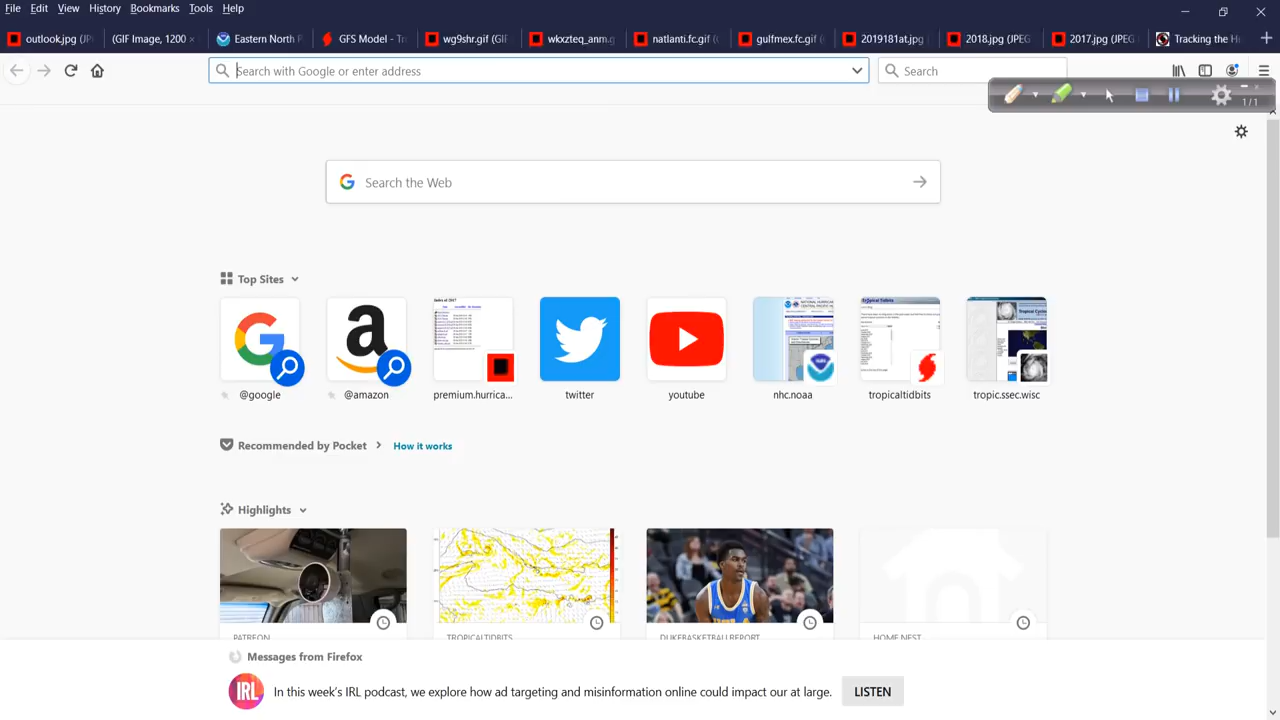 File Edit View History Bookmarks Tools Help
outlook.jpg (JP (GIF Image, 1200 × Eastern North P GFS Model - Tr wg9shr.gif (GIF wkxzteq_anm.g natlanti.fc.gif ( gulfmex.fc.gif ( 2019181at.jpg 2018.jpg (JPEG 2017.jpg (JPEG Tracking the H
Search with Google or enter address
Search
1/1
Search the Web
Top Sites
@google
@amazon
premium.hurrica...
twitter
youtube
nhc.noaa
tropicaltidbits
tropic.ssec.wisc
Recommended by Pocket How it works
Highlights
PATREON
TROPICALTIDBITS
DUKEBASKETBALLREPORT
HOME.NEST
Messages from Firefox
IRL In this week's IRL podcast, we explore how ad targeting and misinformation online could impact our at large. LISTEN